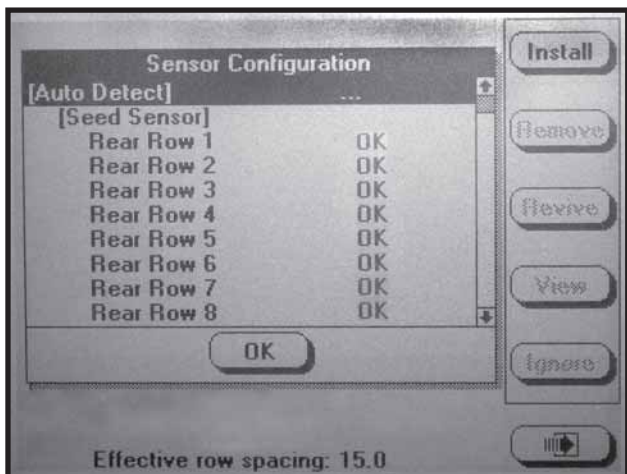 Sensor Configuration
[Auto Detect] ...
[Seed Sensor]
Rear Row 1 OK
Rear Row 2 OK
Rear Row 3 OK
Rear Row 4 OK
Rear Row 5 OK
Rear Row 6 OK
Rear Row 7 OK
Rear Row 8 OK
OK
Effective row spacing: 15.0
Install
Remove
Revive
View
Ignore